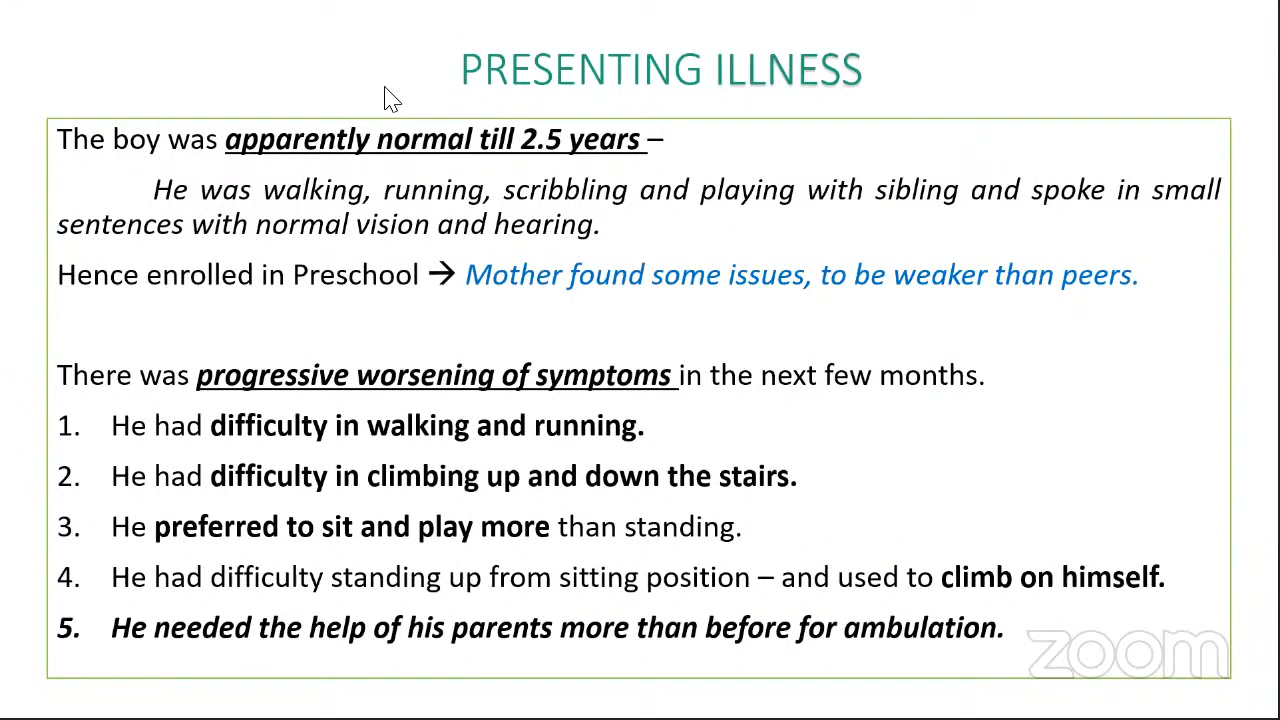 PRESENTING ILLNESS
The boy was apparently normal till 2.5 years –
He was walking, running, scribbling and playing with sibling and spoke in small
sentences with normal vision and hearing.
Hence enrolled in Preschool → Mother found some issues, to be weaker than peers.
There was progressive worsening of symptoms in the next few months.
1. He had difficulty in walking and running.
2. He had difficulty in climbing up and down the stairs.
3. He preferred to sit and play more than standing.
4. He had difficulty standing up from sitting position – and used to climb on himself.
5. He needed the help of his parents more than before for ambulation.
zoom